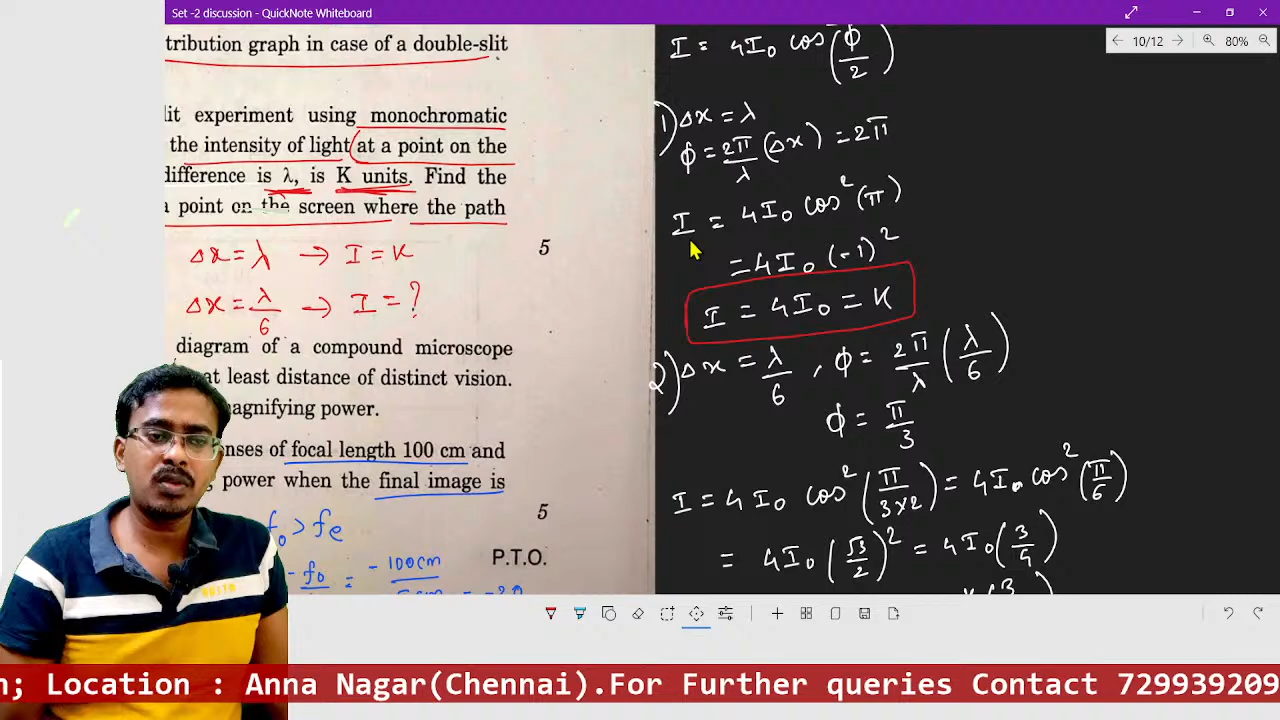 Set -2 discussion - QuickNote Whiteboard
10/12
80%
tribution graph in case of a double-slit
lit experiment using monochromatic
the intensity of light at a point on the
difference is λ, is K units. Find the
a point on the screen where the path
Δx = λ → I = K
5
Δx = λ/6 → I = ?
diagram of a compound microscope
at least distance of distinct vision.
agnifying power.
nses of focal length 100 cm and
power when the final image is
5
> fe
P.T.O.
- fo = -100cm
I = 4I₀ cos (φ/2)
1) Δx = λ
φ = 2π/λ (Δx) = 2π
I = 4I₀ cos² (π)
= 4I₀ (-1)²
I = 4I₀ = K
2) Δx = λ/6 , φ = 2π/λ (λ/6)
φ = π/3
I = 4I₀ cos² (π/3×2) = 4I₀ cos² (π/6)
= 4I₀ (√3/2)² = 4I₀ (3/4)
n; Location : Anna Nagar(Chennai).For Further queries Contact 729939209